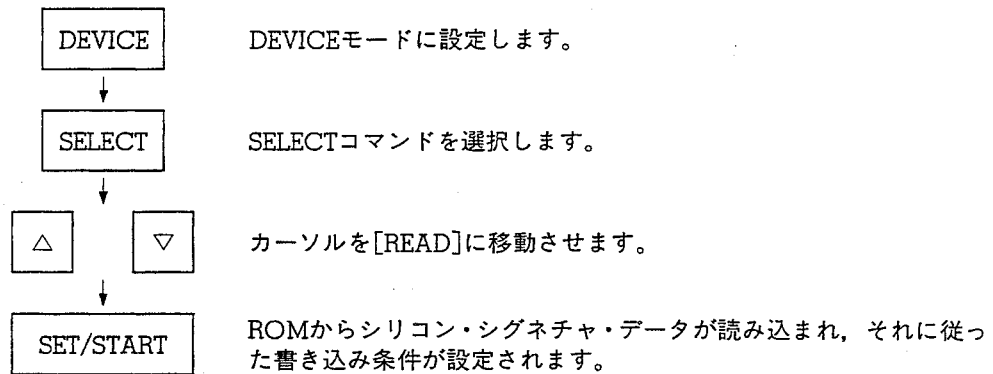 DEVICE DEVICEモードに設定します。
SELECT SELECTコマンドを選択します。
△ ▽ カーソルを[READ]に移動させます。
SET/START ROMからシリコン・シグネチャ・データが読み込まれ，それに従っ
た書き込み条件が設定されます。